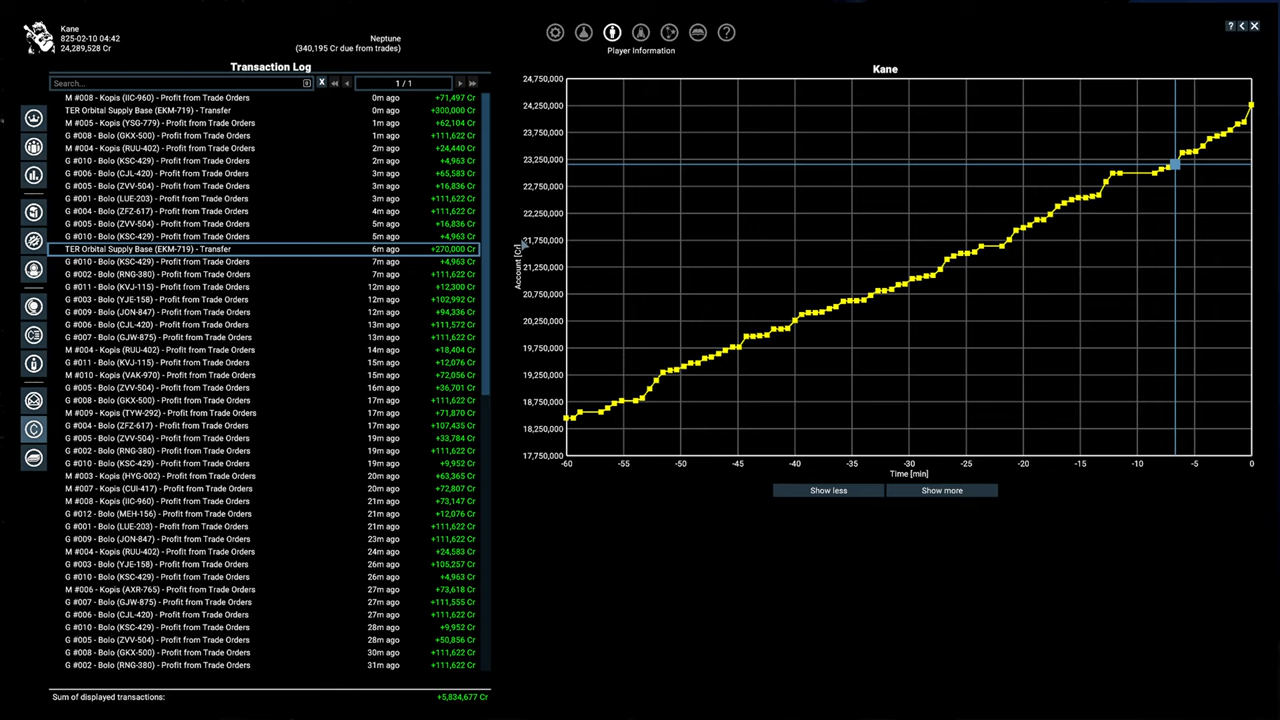 Kane
825-02-10 04:42
24,289,528 Cr
Neptune
(340,195 Cr due from trades)
Player Information
Transaction Log
Search...
X
1 / 1
M #008 - Kopis (IIC-960) - Profit from Trade Orders 0m ago +71,497 Cr
TER Orbital Supply Base (EKM-719) - Transfer 0m ago +300,000 Cr
M #005 - Kopis (YSG-779) - Profit from Trade Orders 1m ago +62,104 Cr
G #008 - Bolo (GKX-500) - Profit from Trade Orders 1m ago +111,622 Cr
M #004 - Kopis (RUU-402) - Profit from Trade Orders 2m ago +24,440 Cr
G #010 - Bolo (KSC-429) - Profit from Trade Orders 2m ago +4,963 Cr
G #006 - Bolo (CJL-420) - Profit from Trade Orders 3m ago +65,583 Cr
G #005 - Bolo (ZVV-504) - Profit from Trade Orders 3m ago +16,836 Cr
G #001 - Bolo (LUE-203) - Profit from Trade Orders 3m ago +111,622 Cr
G #004 - Bolo (ZFZ-617) - Profit from Trade Orders 4m ago +111,622 Cr
G #005 - Bolo (ZVV-504) - Profit from Trade Orders 5m ago +16,836 Cr
G #010 - Bolo (KSC-429) - Profit from Trade Orders 5m ago +4,963 Cr
TER Orbital Supply Base (EKM-719) - Transfer 6m ago +270,000 Cr
G #010 - Bolo (KSC-429) - Profit from Trade Orders 7m ago +4,963 Cr
G #002 - Bolo (RNG-380) - Profit from Trade Orders 7m ago +111,622 Cr
G #011 - Bolo (KVJ-115) - Profit from Trade Orders 12m ago +12,300 Cr
G #003 - Bolo (YJE-158) - Profit from Trade Orders 12m ago +102,992 Cr
G #009 - Bolo (JON-847) - Profit from Trade Orders 12m ago +94,336 Cr
G #006 - Bolo (CJL-420) - Profit from Trade Orders 13m ago +111,572 Cr
G #007 - Bolo (GJW-875) - Profit from Trade Orders 13m ago +111,622 Cr
M #004 - Kopis (RUU-402) - Profit from Trade Orders 14m ago +18,404 Cr
G #011 - Bolo (KVJ-115) - Profit from Trade Orders 15m ago +12,076 Cr
M #010 - Kopis (VAK-970) - Profit from Trade Orders 15m ago +72,056 Cr
G #005 - Bolo (ZVV-504) - Profit from Trade Orders 16m ago +36,701 Cr
G #008 - Bolo (GKX-500) - Profit from Trade Orders 17m ago +111,622 Cr
M #009 - Kopis (TYW-292) - Profit from Trade Orders 17m ago +71,870 Cr
G #004 - Bolo (ZFZ-617) - Profit from Trade Orders 17m ago +107,435 Cr
G #005 - Bolo (ZVV-504) - Profit from Trade Orders 19m ago +33,784 Cr
G #002 - Bolo (RNG-380) - Profit from Trade Orders 19m ago +111,622 Cr
G #010 - Bolo (KSC-429) - Profit from Trade Orders 19m ago +9,952 Cr
M #003 - Kopis (HYG-002) - Profit from Trade Orders 20m ago +63,365 Cr
M #007 - Kopis (CUI-417) - Profit from Trade Orders 20m ago +72,807 Cr
M #008 - Kopis (IIC-960) - Profit from Trade Orders 21m ago +73,147 Cr
G #012 - Bolo (MEH-156) - Profit from Trade Orders 21m ago +12,076 Cr
G #001 - Bolo (LUE-203) - Profit from Trade Orders 21m ago +111,622 Cr
G #009 - Bolo (JON-847) - Profit from Trade Orders 23m ago +111,622 Cr
M #004 - Kopis (RUU-402) - Profit from Trade Orders 24m ago +24,583 Cr
G #003 - Bolo (YJE-158) - Profit from Trade Orders 26m ago +105,257 Cr
G #010 - Bolo (KSC-429) - Profit from Trade Orders 26m ago +4,963 Cr
M #006 - Kopis (AXR-765) - Profit from Trade Orders 27m ago +73,618 Cr
G #007 - Bolo (GJW-875) - Profit from Trade Orders 27m ago +111,555 Cr
G #006 - Bolo (CJL-420) - Profit from Trade Orders 27m ago +111,622 Cr
G #010 - Bolo (KSC-429) - Profit from Trade Orders 28m ago +9,952 Cr
G #005 - Bolo (ZVV-504) - Profit from Trade Orders 28m ago +50,856 Cr
G #008 - Bolo (GKX-500) - Profit from Trade Orders 30m ago +111,622 Cr
G #002 - Bolo (RNG-380) - Profit from Trade Orders 31m ago +111,622 Cr
Sum of displayed transactions: +5,834,677 Cr
Kane
24,750,000
24,250,000
23,750,000
23,250,000
22,750,000
22,250,000
21,750,000
21,250,000
20,750,000
20,250,000
19,750,000
19,250,000
18,750,000
18,250,000
17,750,000
Account [Cr]
-60 -55 -50 -45 -40 -35 -30 -25 -20 -15 -10 -5 0
Time [min]
Show less
Show more